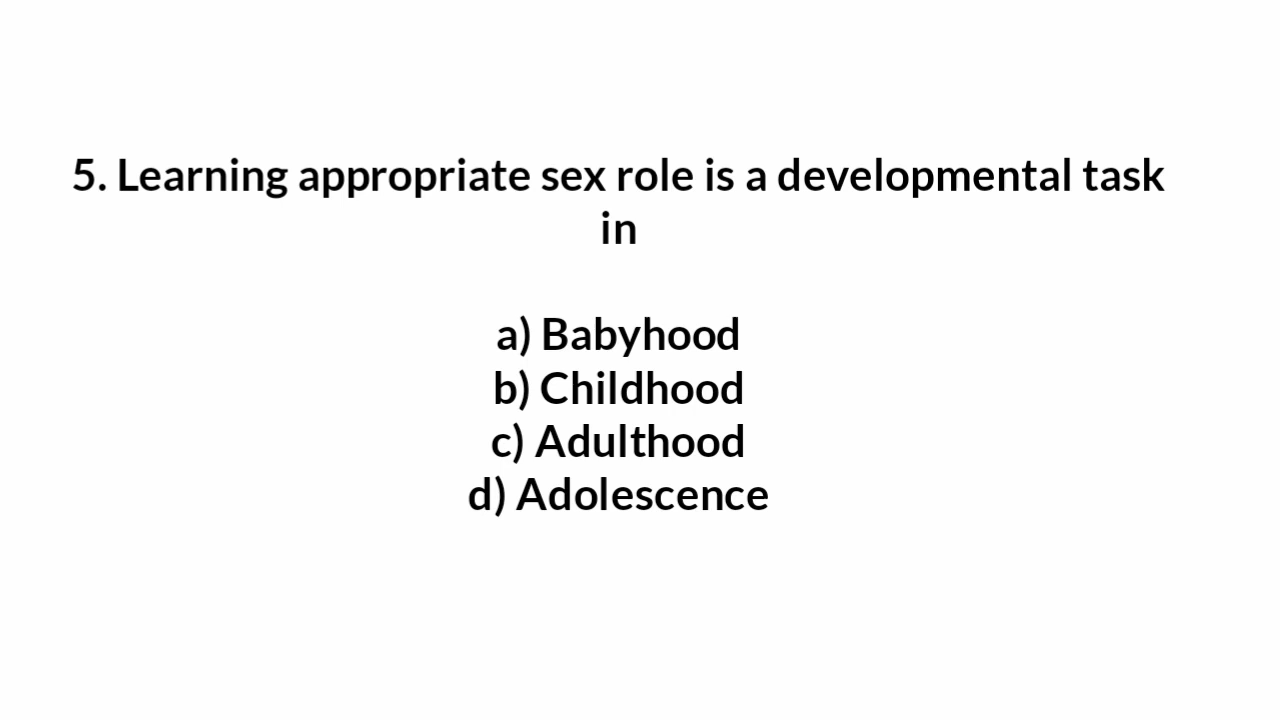 5. Learning appropriate sex role is a developmental task
in
a) Babyhood
b) Childhood
c) Adulthood
d) Adolescence